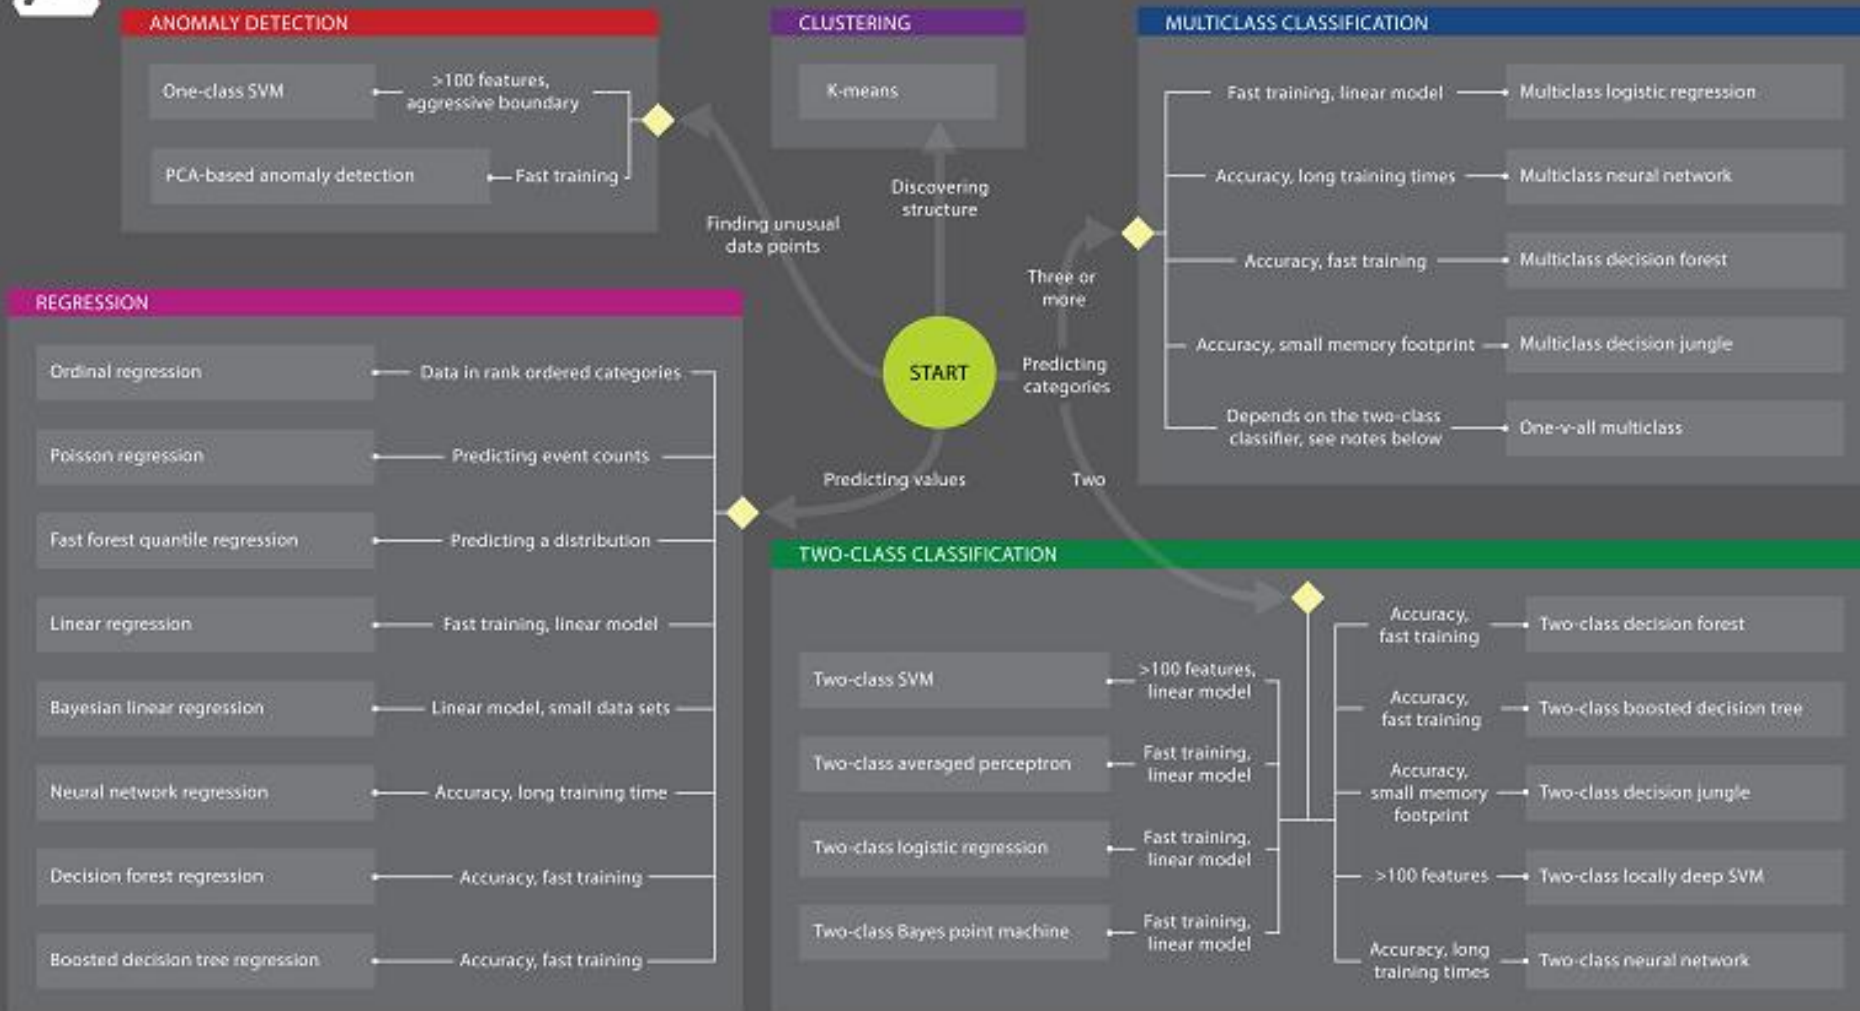 ANOMALY DETECTION
One-class SVM
>100 features,
aggressive boundary
PCA-based anomaly detection
Fast training
CLUSTERING
K-means
MULTICLASS CLASSIFICATION
Fast training, linear model
Multiclass logistic regression
Accuracy, long training times
Multiclass neural network
Accuracy, fast training
Multiclass decision forest
Accuracy, small memory footprint
Multiclass decision jungle
Depends on the two-class
classifier, see notes below
One-v-all multiclass
Finding unusual
data points
Discovering
structure
Three or
more
START
Predicting
categories
Predicting values
Two
REGRESSION
Ordinal regression
Data in rank ordered categories
Poisson regression
Predicting event counts
Fast forest quantile regression
Predicting a distribution
Linear regression
Fast training, linear model
Bayesian linear regression
Linear model, small data sets
Neural network regression
Accuracy, long training time
Decision forest regression
Accuracy, fast training
Boosted decision tree regression
Accuracy, fast training
TWO-CLASS CLASSIFICATION
Two-class SVM
>100 features,
linear model
Two-class averaged perceptron
Fast training,
linear model
Two-class logistic regression
Fast training,
linear model
Two-class Bayes point machine
Fast training,
linear model
Accuracy,
fast training
Two-class decision forest
Accuracy,
fast training
Two-class boosted decision tree
Accuracy,
small memory
footprint
Two-class decision jungle
>100 features
Two-class locally deep SVM
Accuracy, long
training times
Two-class neural network